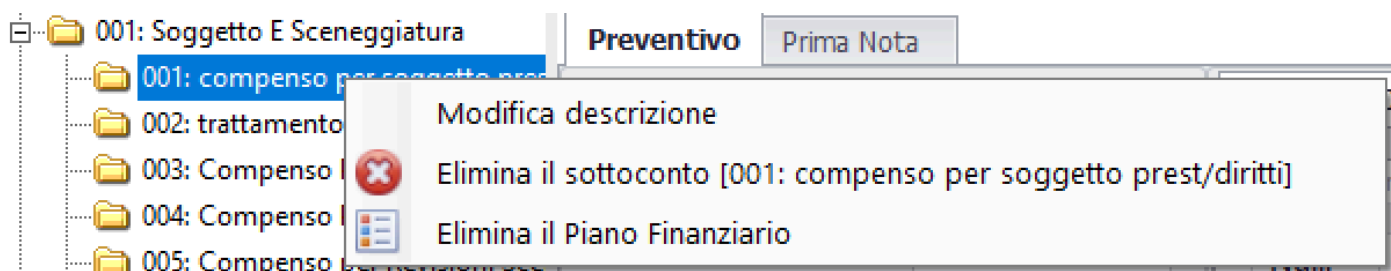 001: Soggetto E Sceneggiatura
Preventivo
Prima Nota
001: compenso per soggetto pres
Modifica descrizione
002: trattamento
003: Compenso
Elimina il sottoconto [001: compenso per soggetto prest/diritti]
004: Compenso
Elimina il Piano Finanziario
005: Compenso per